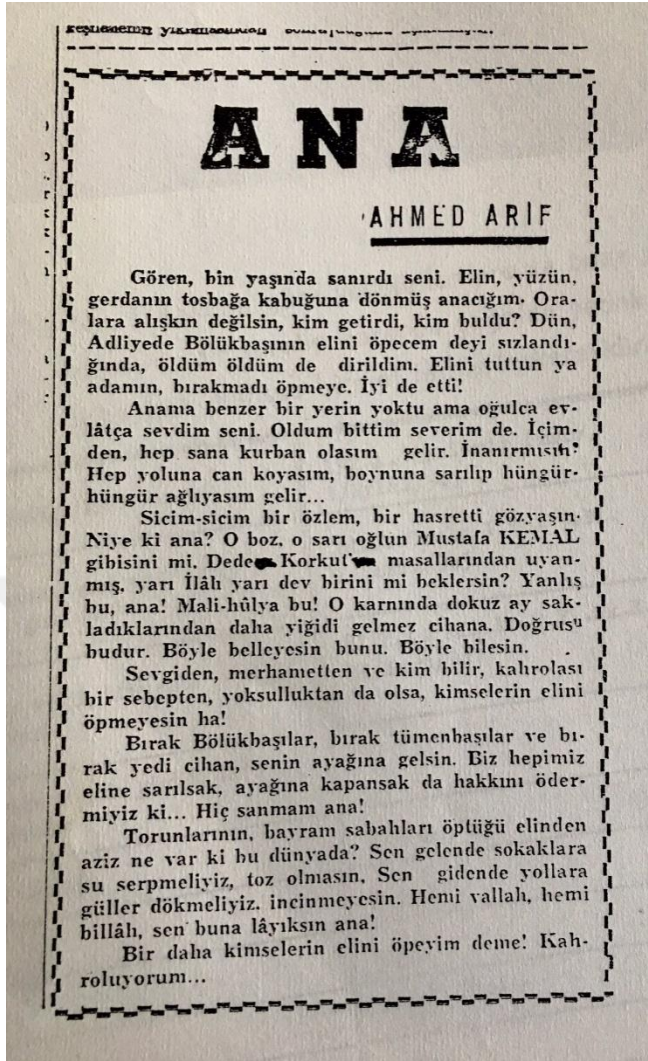 ANA
AHMED ARİF
Gören, bin yaşında sanırdı seni. Elin, yüzün,
gerdanın tosbağa kabuğuna dönmüş anacığım. Ora-
lara alışkın değilsin, kim getirdi, kim buldu? Dün,
Adliyede Bölükbaşının elini öpecem deyi sızlandı-
ğında, öldüm öldüm de dirildim. Elini tuttun ya
adamın, bırakmadı öpmeye. İyi de etti!
Anama benzer bir yerin yoktu ama oğulca ev-
lâtça sevdim seni. Oldum bittim severim de. İçim-
den, hep sana kurban olasım gelir. İnanırmısın?
Hep yoluna can koyasım, boynuna sarılıp hüngür-
hüngür ağlıyasım gelir...
Sicim-sicim bir özlem, bir hasretti gözyaşın.
Niye ki ana? O boz, o sarı oğlun Mustafa KEMAL
gibisini mi, Dede Korkut masallarından uyan-
mış, yarı İlâh yarı dev birini mi beklersin? Yanlış
bu, ana! Mali-hûlya bu! O karnında dokuz ay sak-
ladıklarından daha yiğidi gelmez cihana. Doğrusu
budur. Böyle belleyesin bunu. Böyle bilesin.
Sevgiden, merhametten ve kim bilir, kahrolası
bir sebepten, yoksulluktan da olsa, kimselerin elini
öpmeyesin ha!
Bırak Bölükbaşılar, bırak tümenbaşılar ve bı-
rak yedi cihan, senin ayağına gelsin. Biz hepimiz
eline sarılsak, ayağına kapansak da hakkını öder-
miyiz ki... Hiç sanmam ana!
Torunlarının, bayram sabahları öptüğü elinden
aziz ne var ki bu dünyada? Sen gelende sokaklara
su serpmeliyiz, toz olmasın, Sen gidende yollara
güller dökmeliyiz, incinmeyesin. Hemi vallah, hemi
billâh, sen buna lâyıksın ana!
Bir daha kimselerin elini öpeyim deme! Kah-
roluyorum...